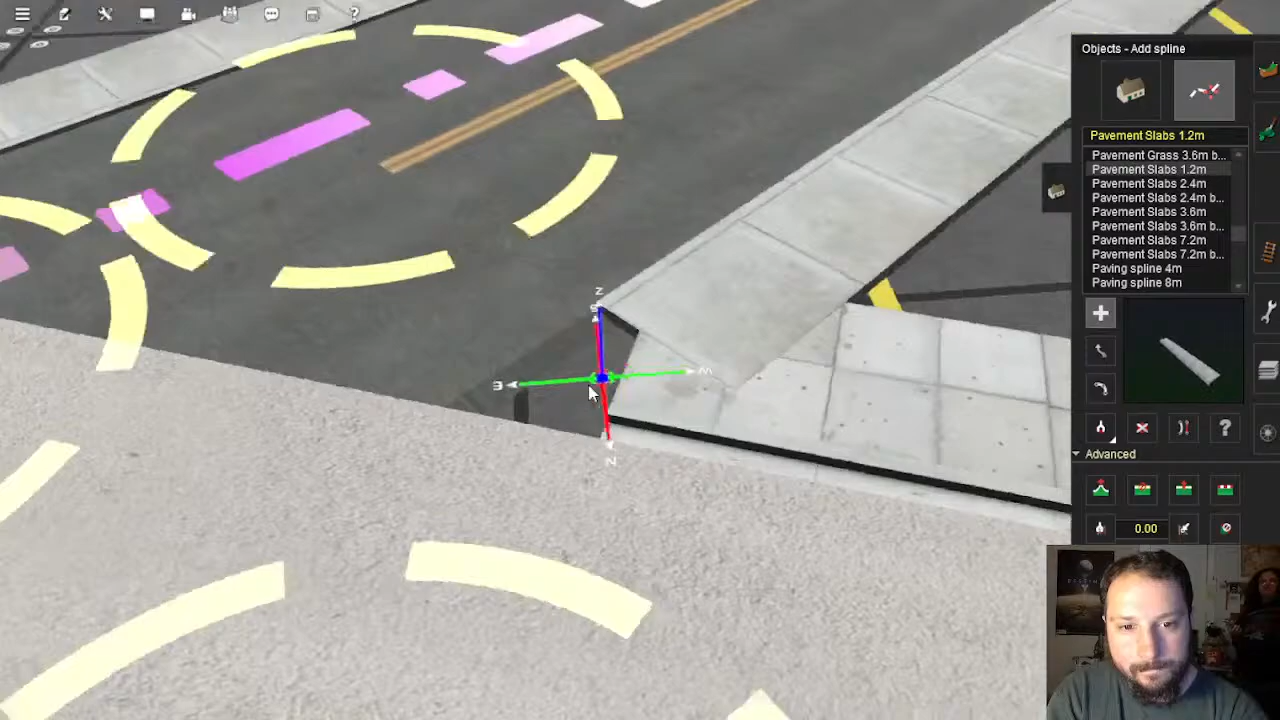 Objects - Add spline
Pavement Slabs 1.2m
Pavement Grass 3.6m b...
Pavement Slabs 1.2m
Pavement Slabs 2.4m
Pavement Slabs 2.4m b...
Pavement Slabs 3.6m
Pavement Slabs 3.6m b...
Pavement Slabs 7.2m
Pavement Slabs 7.2m b...
Paving spline 4m
Paving spline 8m
Advanced
0.00